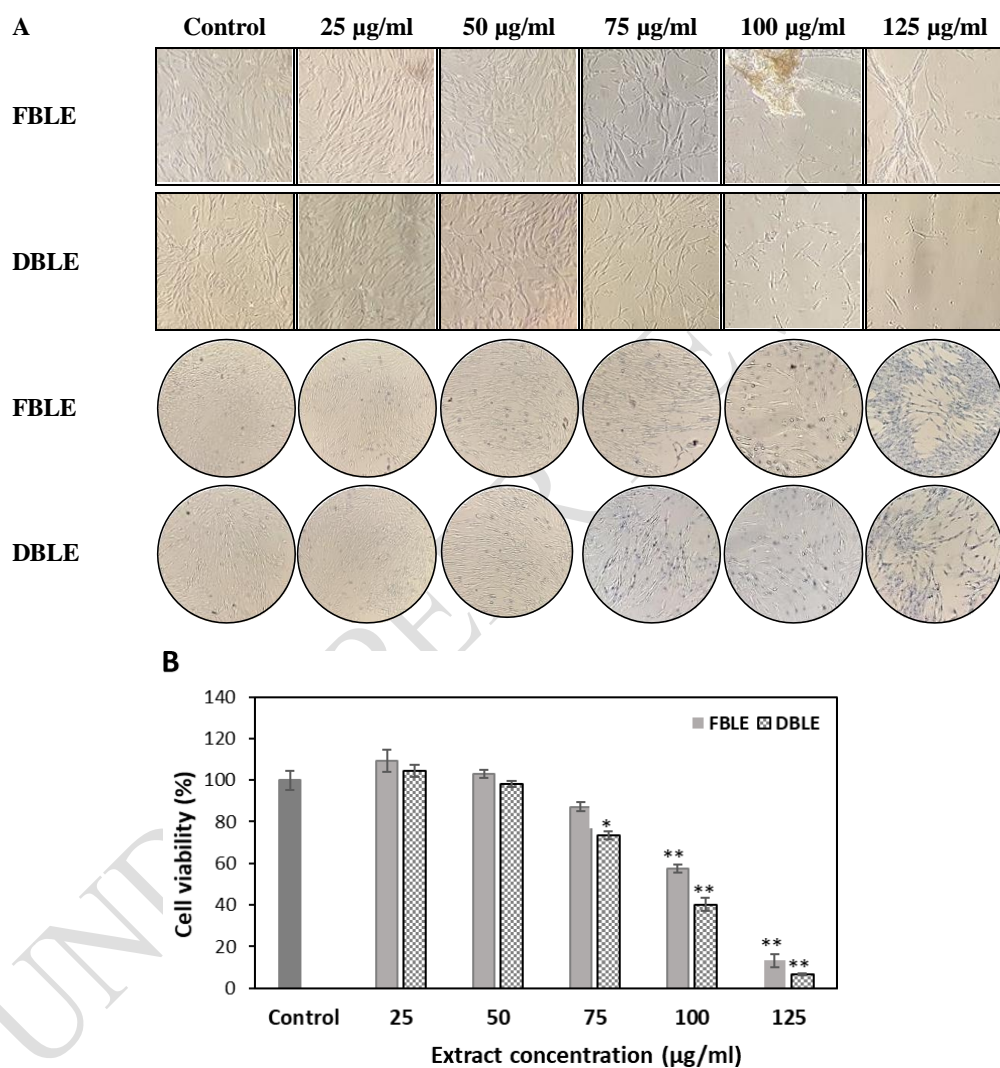 A Control 25 µg/ml 50 µg/ml 75 µg/ml 100 µg/ml 125 µg/ml
FBLE
DBLE
FBLE
DBLE
B
140
120
100
80
60
40
20
0
Cell viability (%)
FBLE DBLE
*
**
**
**
**
Control 25 50 75 100 125
Extract concentration (µg/ml)